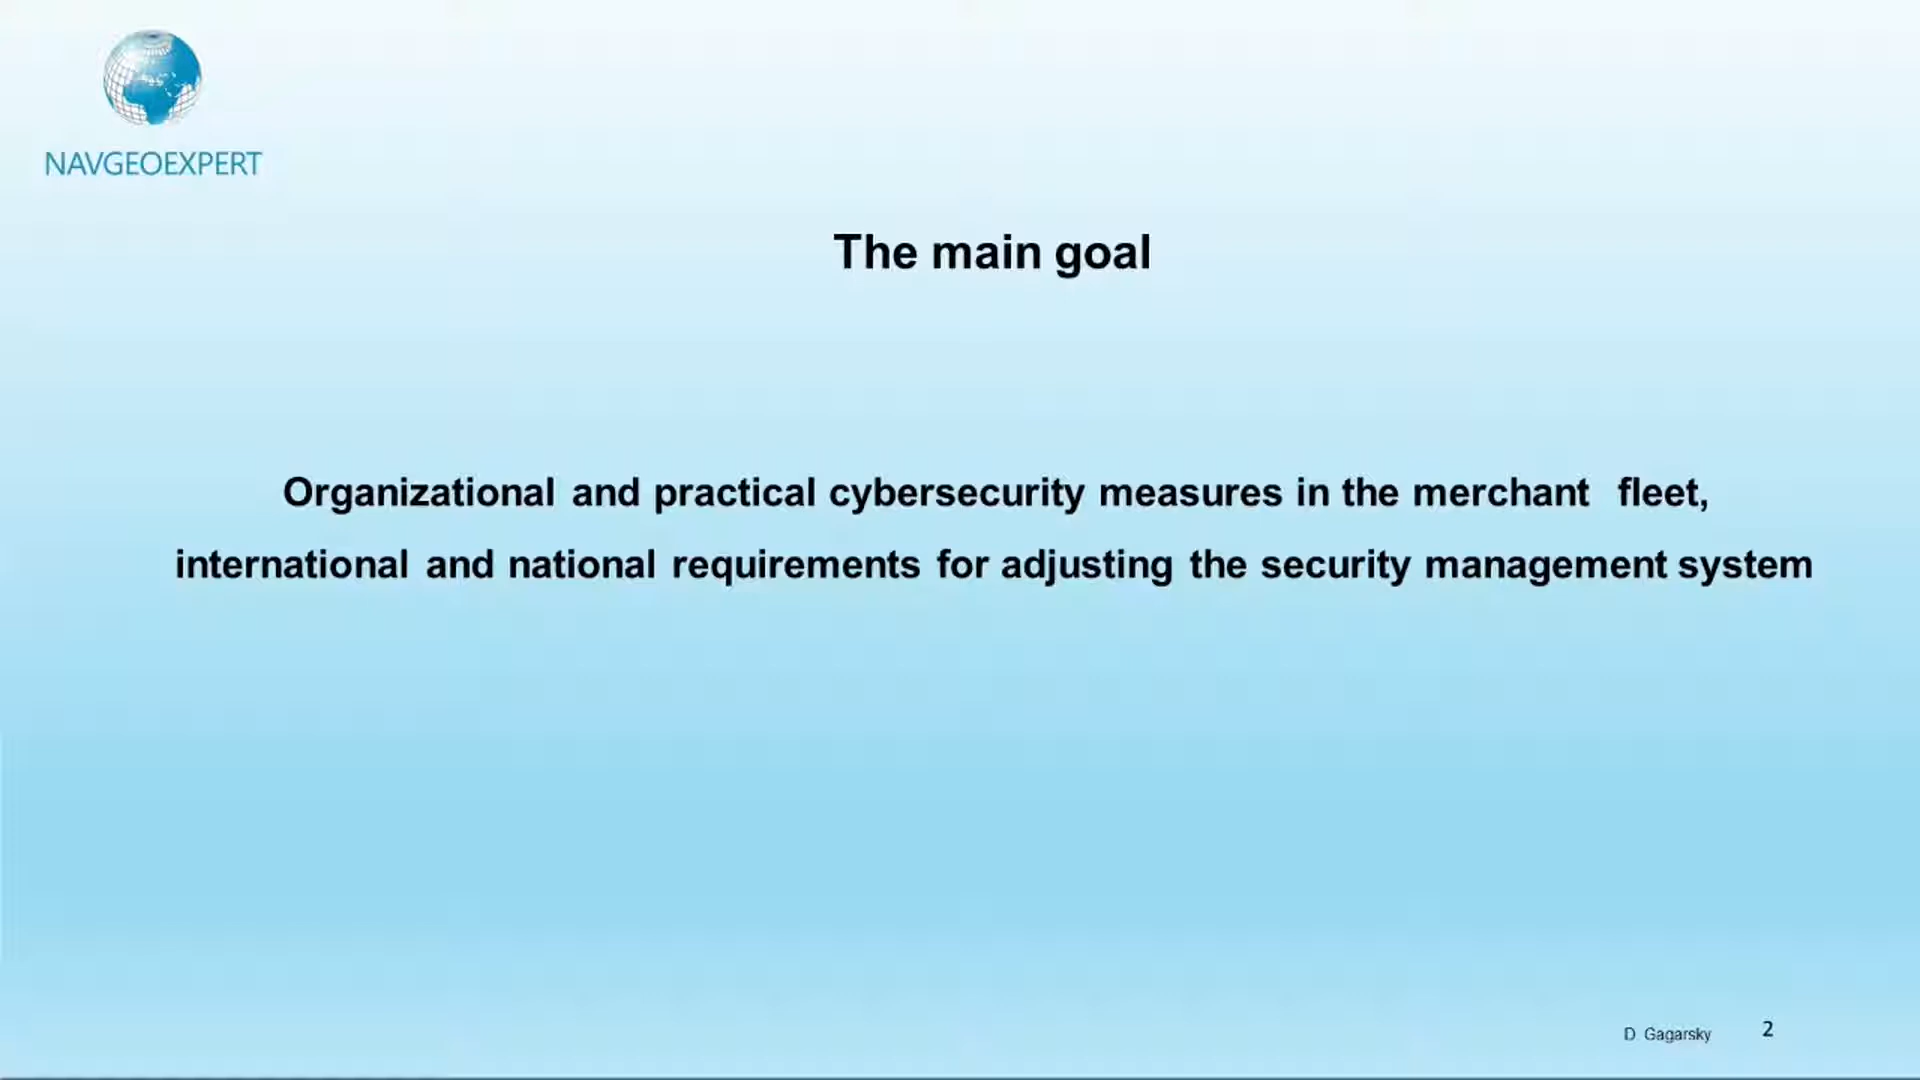 NAVGEOEXPERT
The main goal
Organizational and practical cybersecurity measures in the merchant fleet,
international and national requirements for adjusting the security management system
D Gagarsky
2